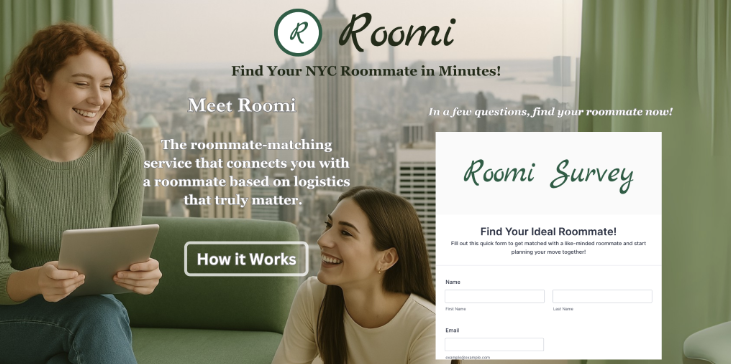 R Roomi
Find Your NYC Roommate in Minutes!
Meet Roomi
The roommate-matching
service that connects you with
a roommate based on logistics
that truly matter.
How it Works
In a few questions, find your roommate now!
Roomi Survey
Find Your Ideal Roommate!
Fill out this quick form to get matched with a like-minded roommate and start
planning your move together!
Name
First Name Last Name
Email
example@example.com